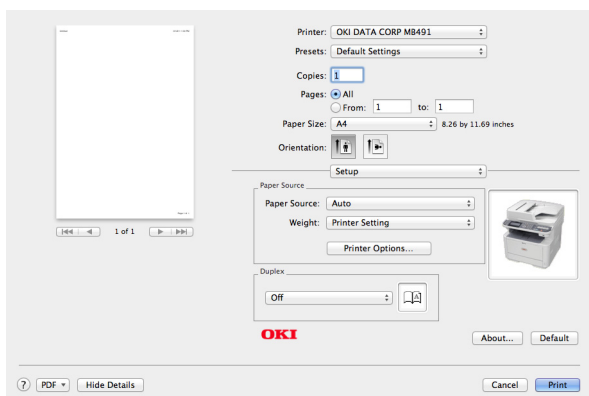 Printer: OKI DATA CORP MB491
Presets: Default Settings
Copies: 1
Pages: All
From: 1 to: 1
Paper Size: A4 8.26 by 11.69 inches
Orientation:
Setup
Paper Source
Paper Source: Auto
Weight: Printer Setting
Printer Options...
1 of 1
Duplex
Off
A
OKI
About... Default
? PDF Hide Details Cancel Print